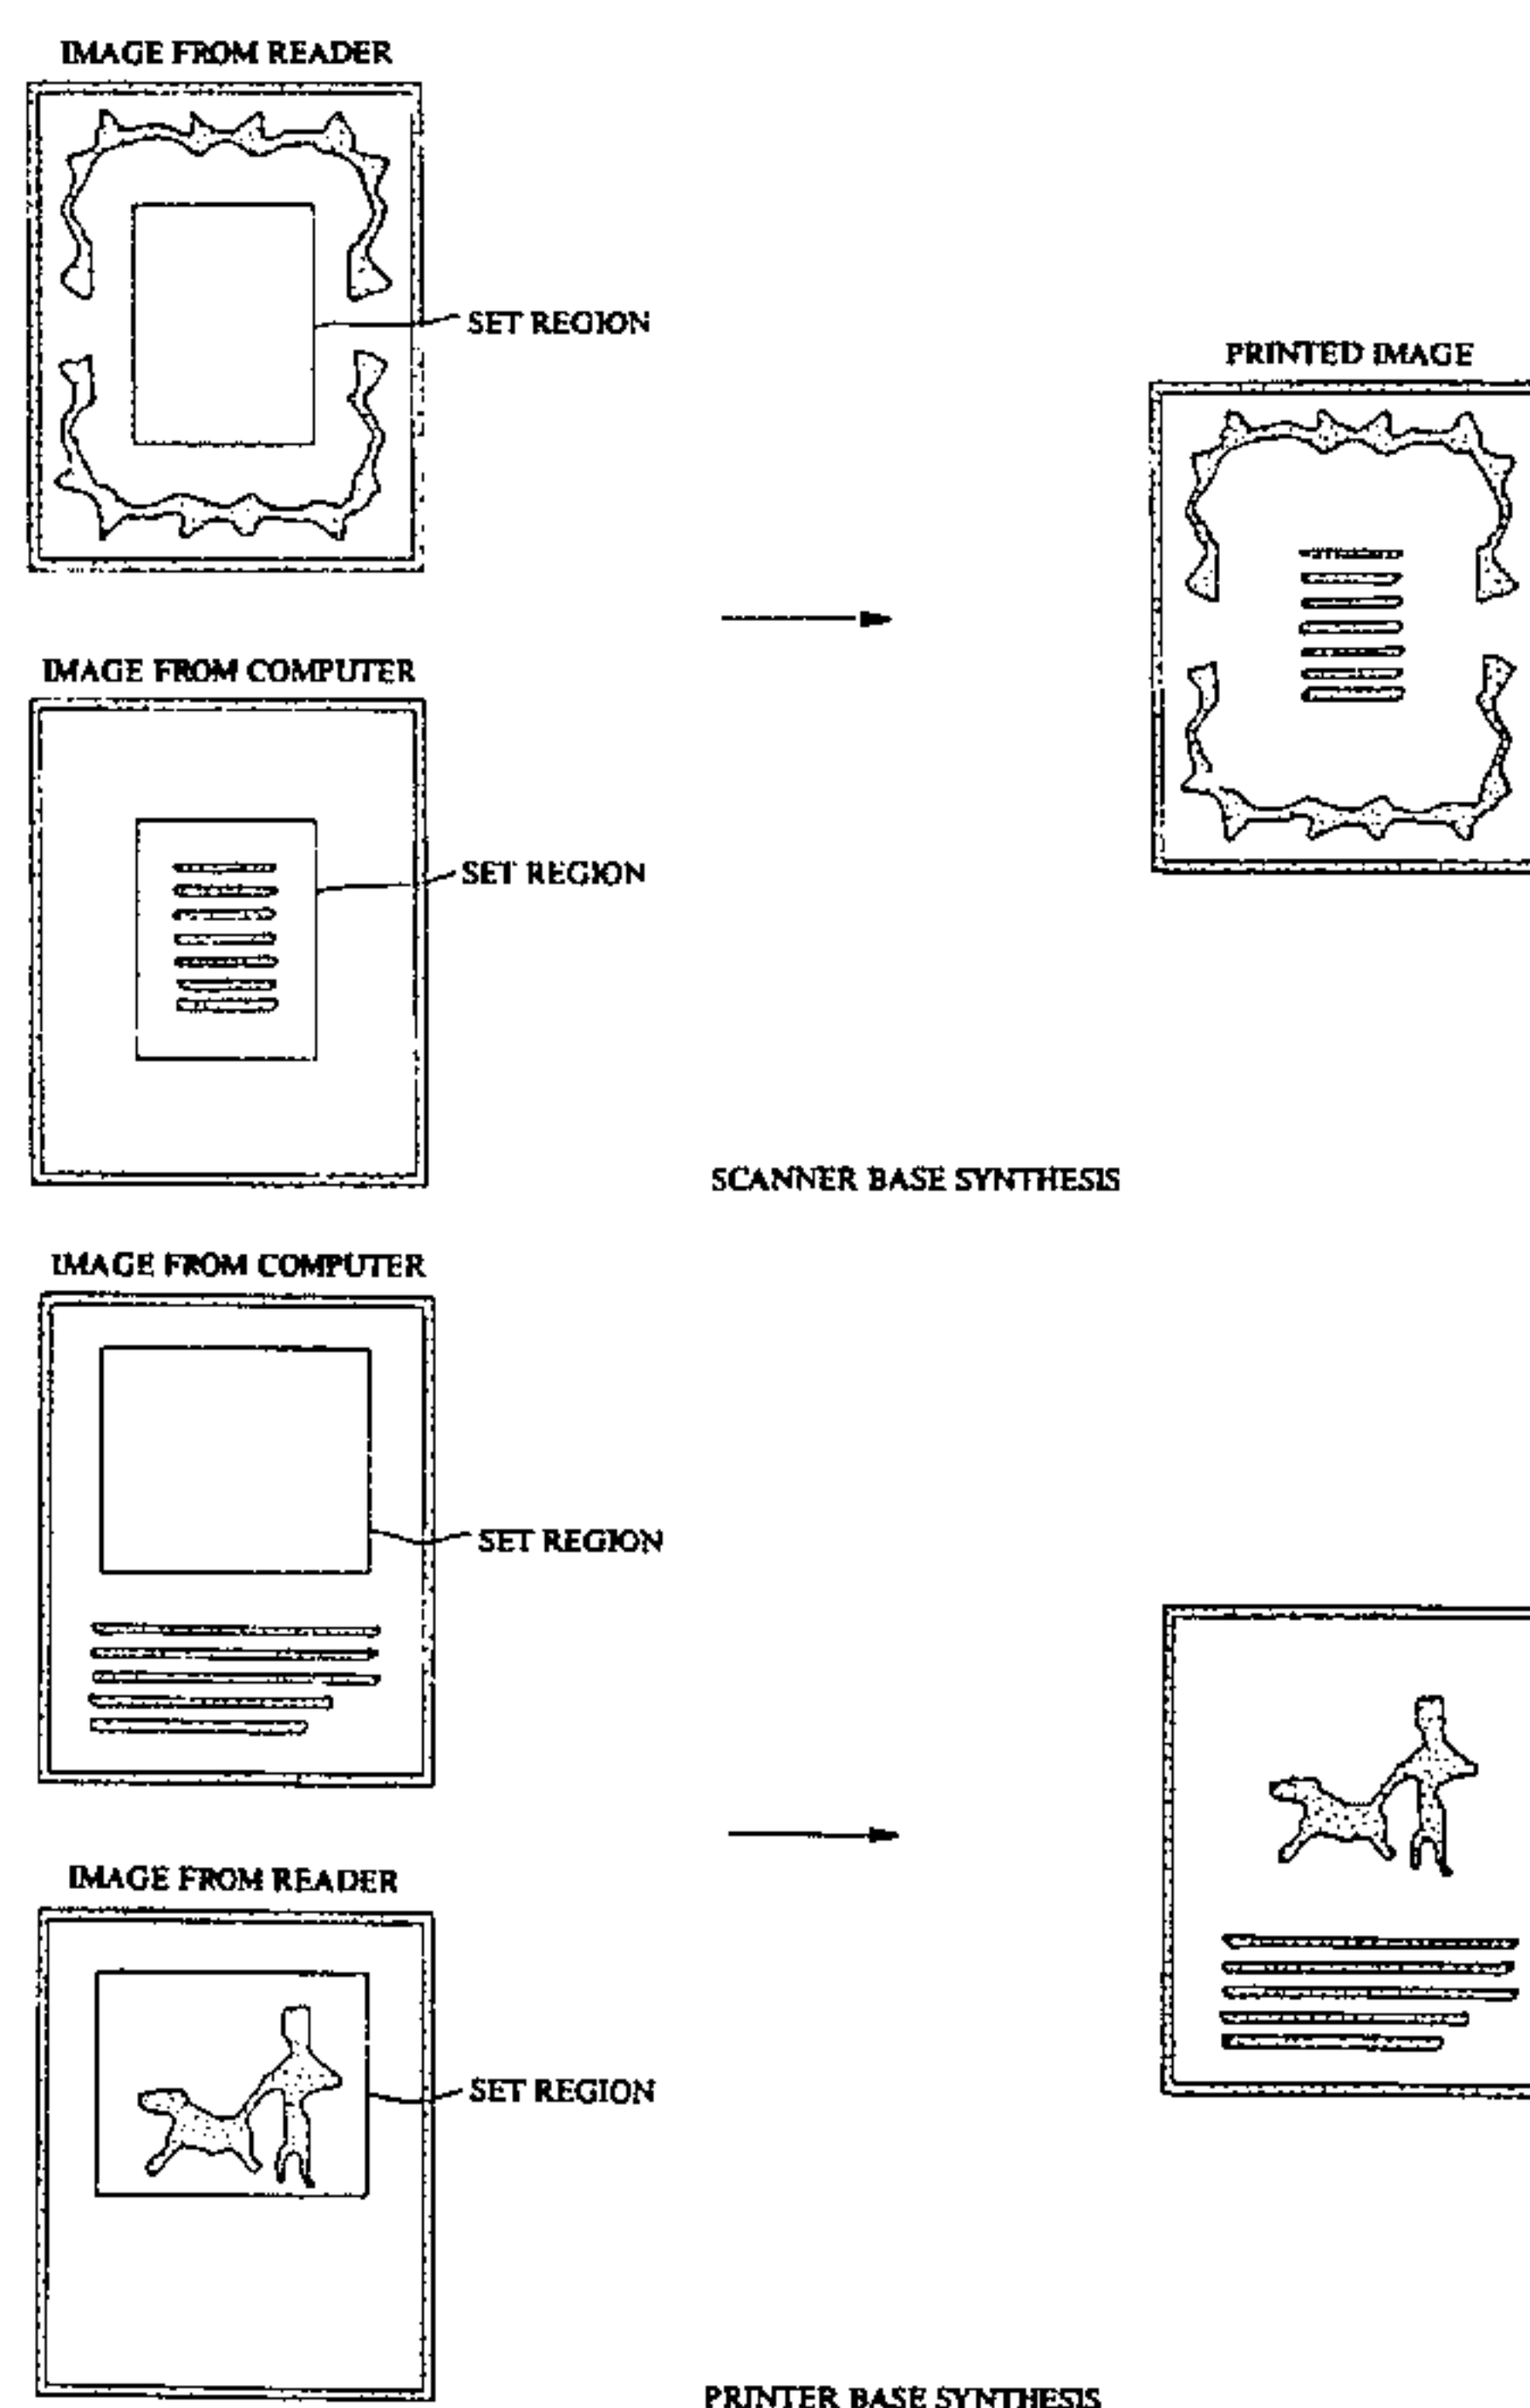 IMAGE FROM READER
SET REGION
PRINTED IMAGE
IMAGE FROM COMPUTER
SET REGION
SCANNER BASE SYNTHESIS
IMAGE FROM COMPUTER
SET REGION
IMAGE FROM READER
SET REGION
PRINTER BASE SYNTHESIS